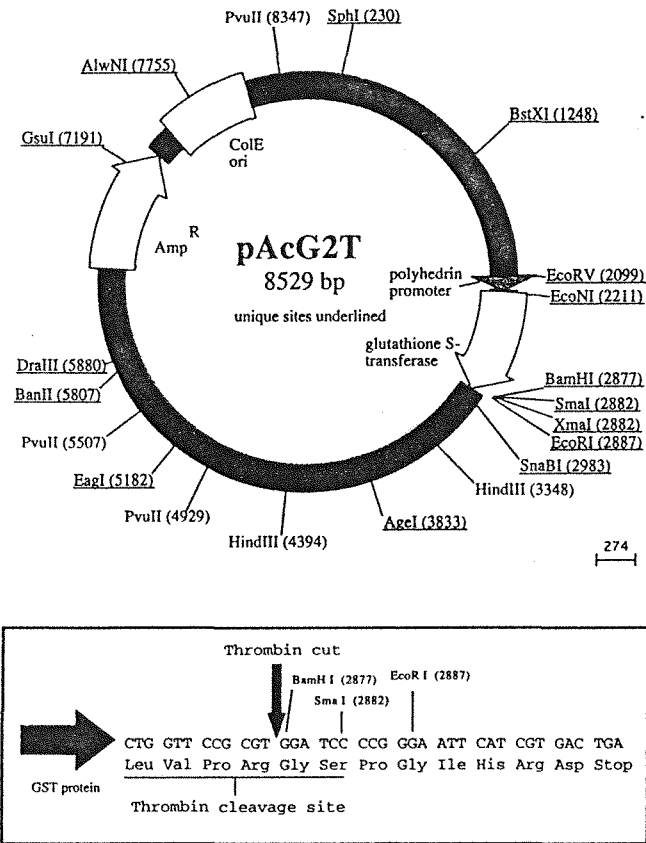 PvuII (8347)
SphI (230)
AlwNI (7755)
BstXI (1248)
GsuI (7191)
ColE
ori
Amp R
pAcG2T
8529 bp
unique sites underlined
polyhedrin
promoter
EcoRV (2099)
EcoNI (2211)
glutathione S-
transferase
BamHI (2877)
SmaI (2882)
XmaI (2882)
EcoRI (2887)
SnaBI (2983)
HindIII (3348)
AgeI (3833)
HindIII (4394)
PvuII (4929)
EagI (5182)
PvuII (5507)
BanII (5807)
DraIII (5880)
274
Thrombin cut
BamH I (2877)
EcoR I (2887)
Sma I (2882)
CTG GTT CCG CGT GGA TCC CCG GGA ATT CAT CGT GAC TGA
Leu Val Pro Arg Gly Ser Pro Gly Ile His Arg Asp Stop
GST protein
Thrombin cleavage site